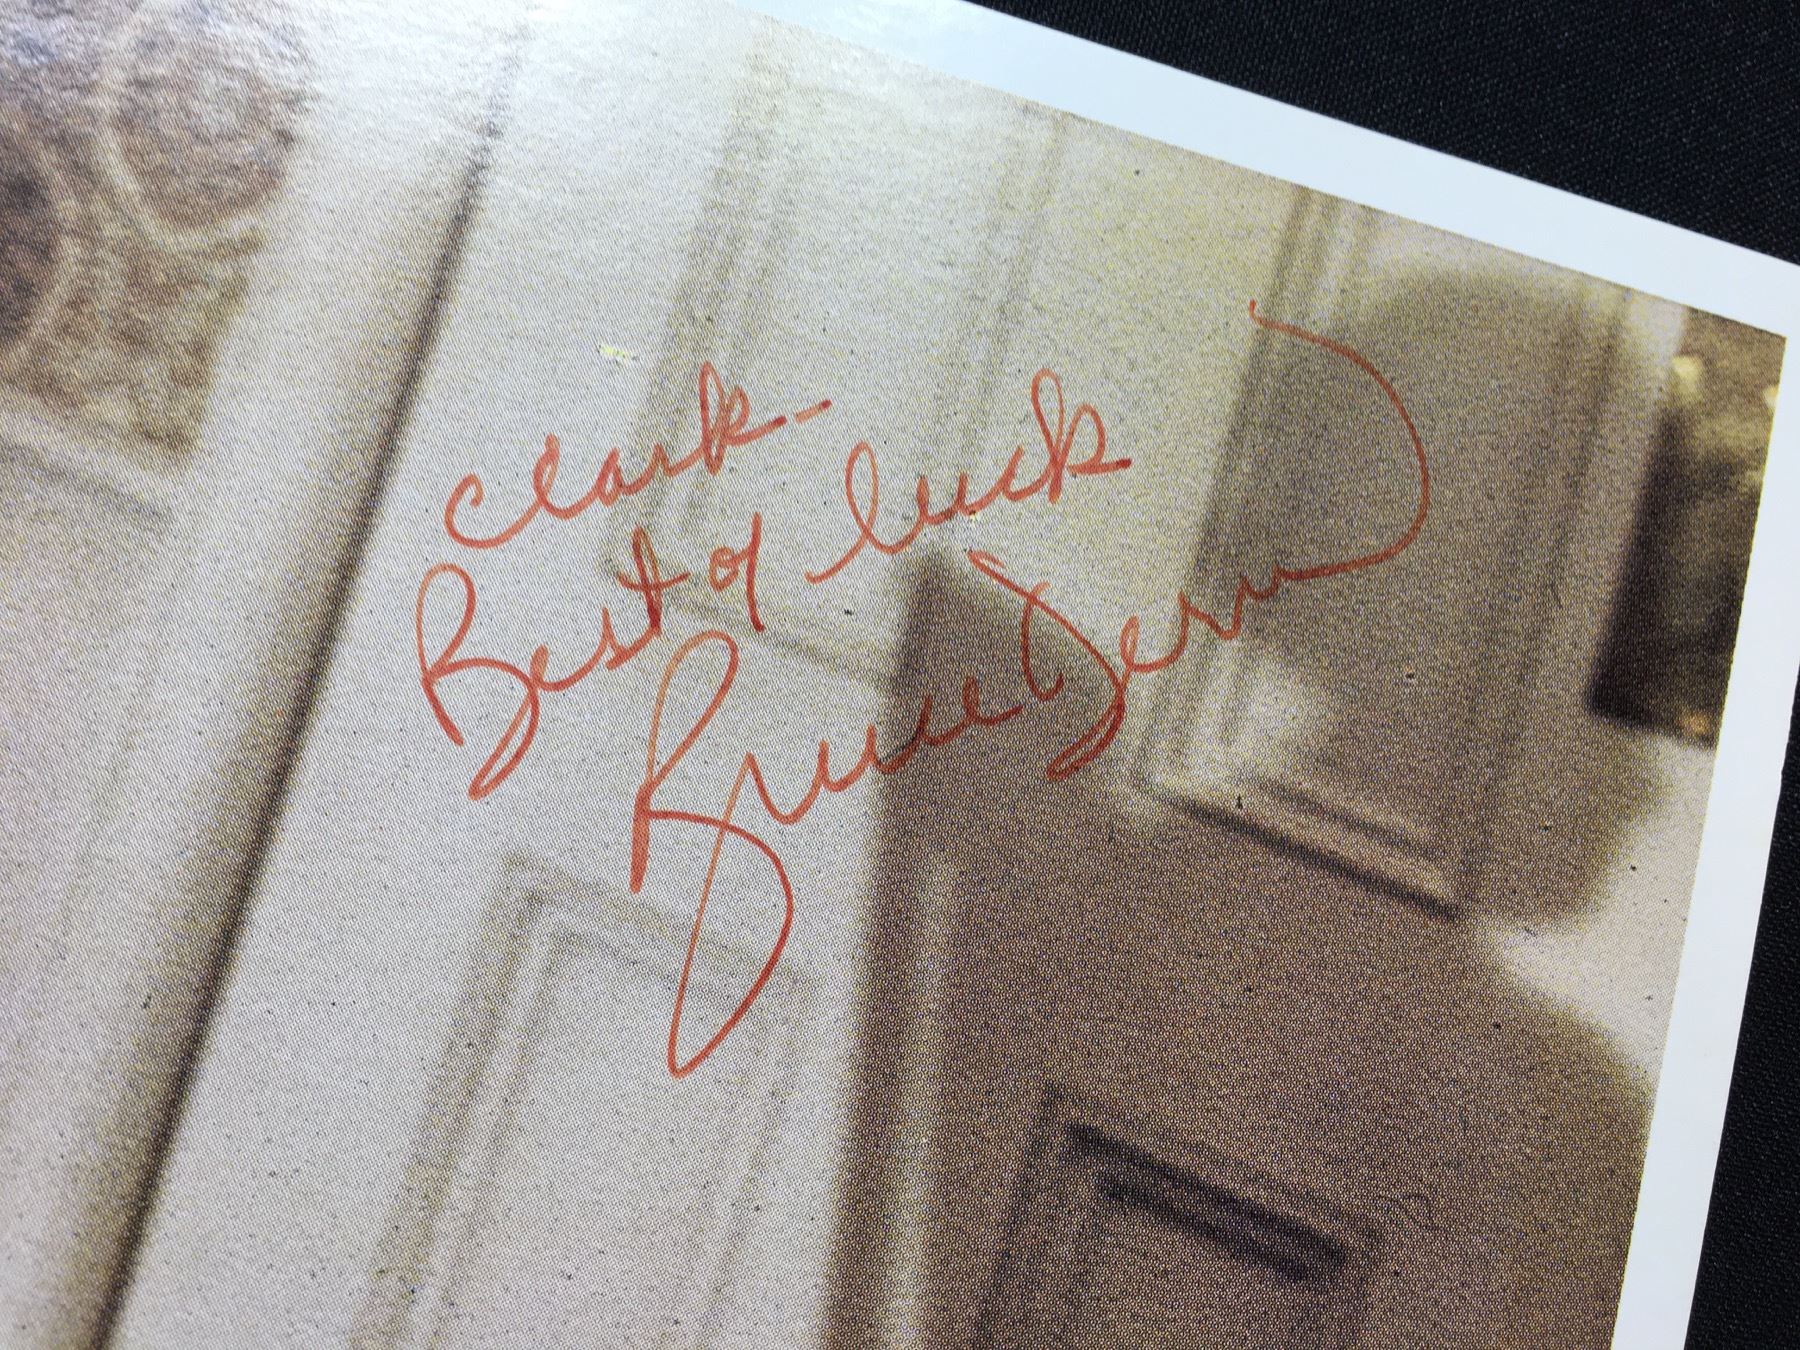 Clark-
Best of luck
Bruce Dern